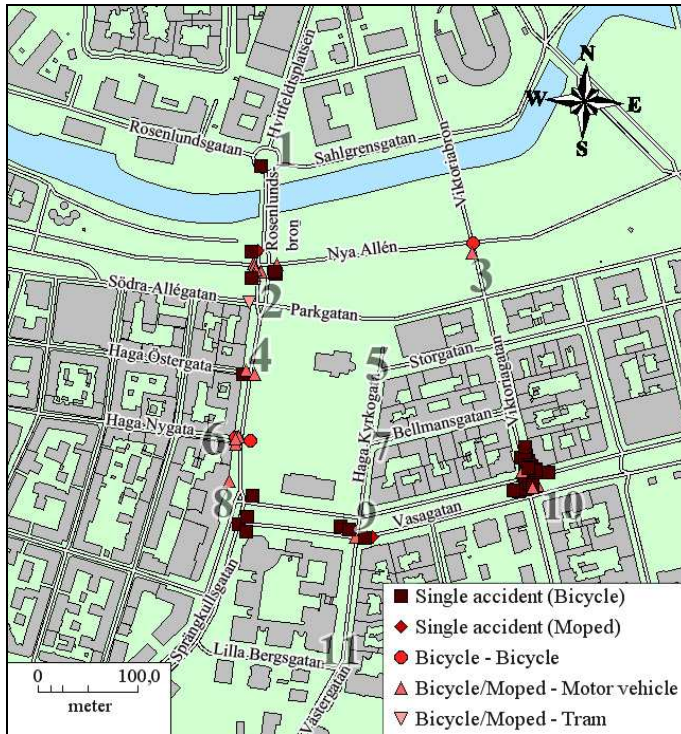 Hvitfeldtsplatsen
N
W E
S
Rosenlundsgatan
1
Sahlgrensgatan
Viktoriabron
Rosenlunds-
bron
Nya Allén
3
Södra Allégatan
2
Parkgatan
4
Haga Östergata
5
Storgatan
Viktoriagatan
Haga Kyrkogata
Bellmansgatan
Haga Nygata
6
7
8
9
Vasagatan
10
Sprängkullsgatan
Lilla Bergsgatan
11
Västergatan
0 100,0
meter
Single accident (Bicycle)
Single accident (Moped)
Bicycle - Bicycle
Bicycle/Moped - Motor vehicle
Bicycle/Moped - Tram